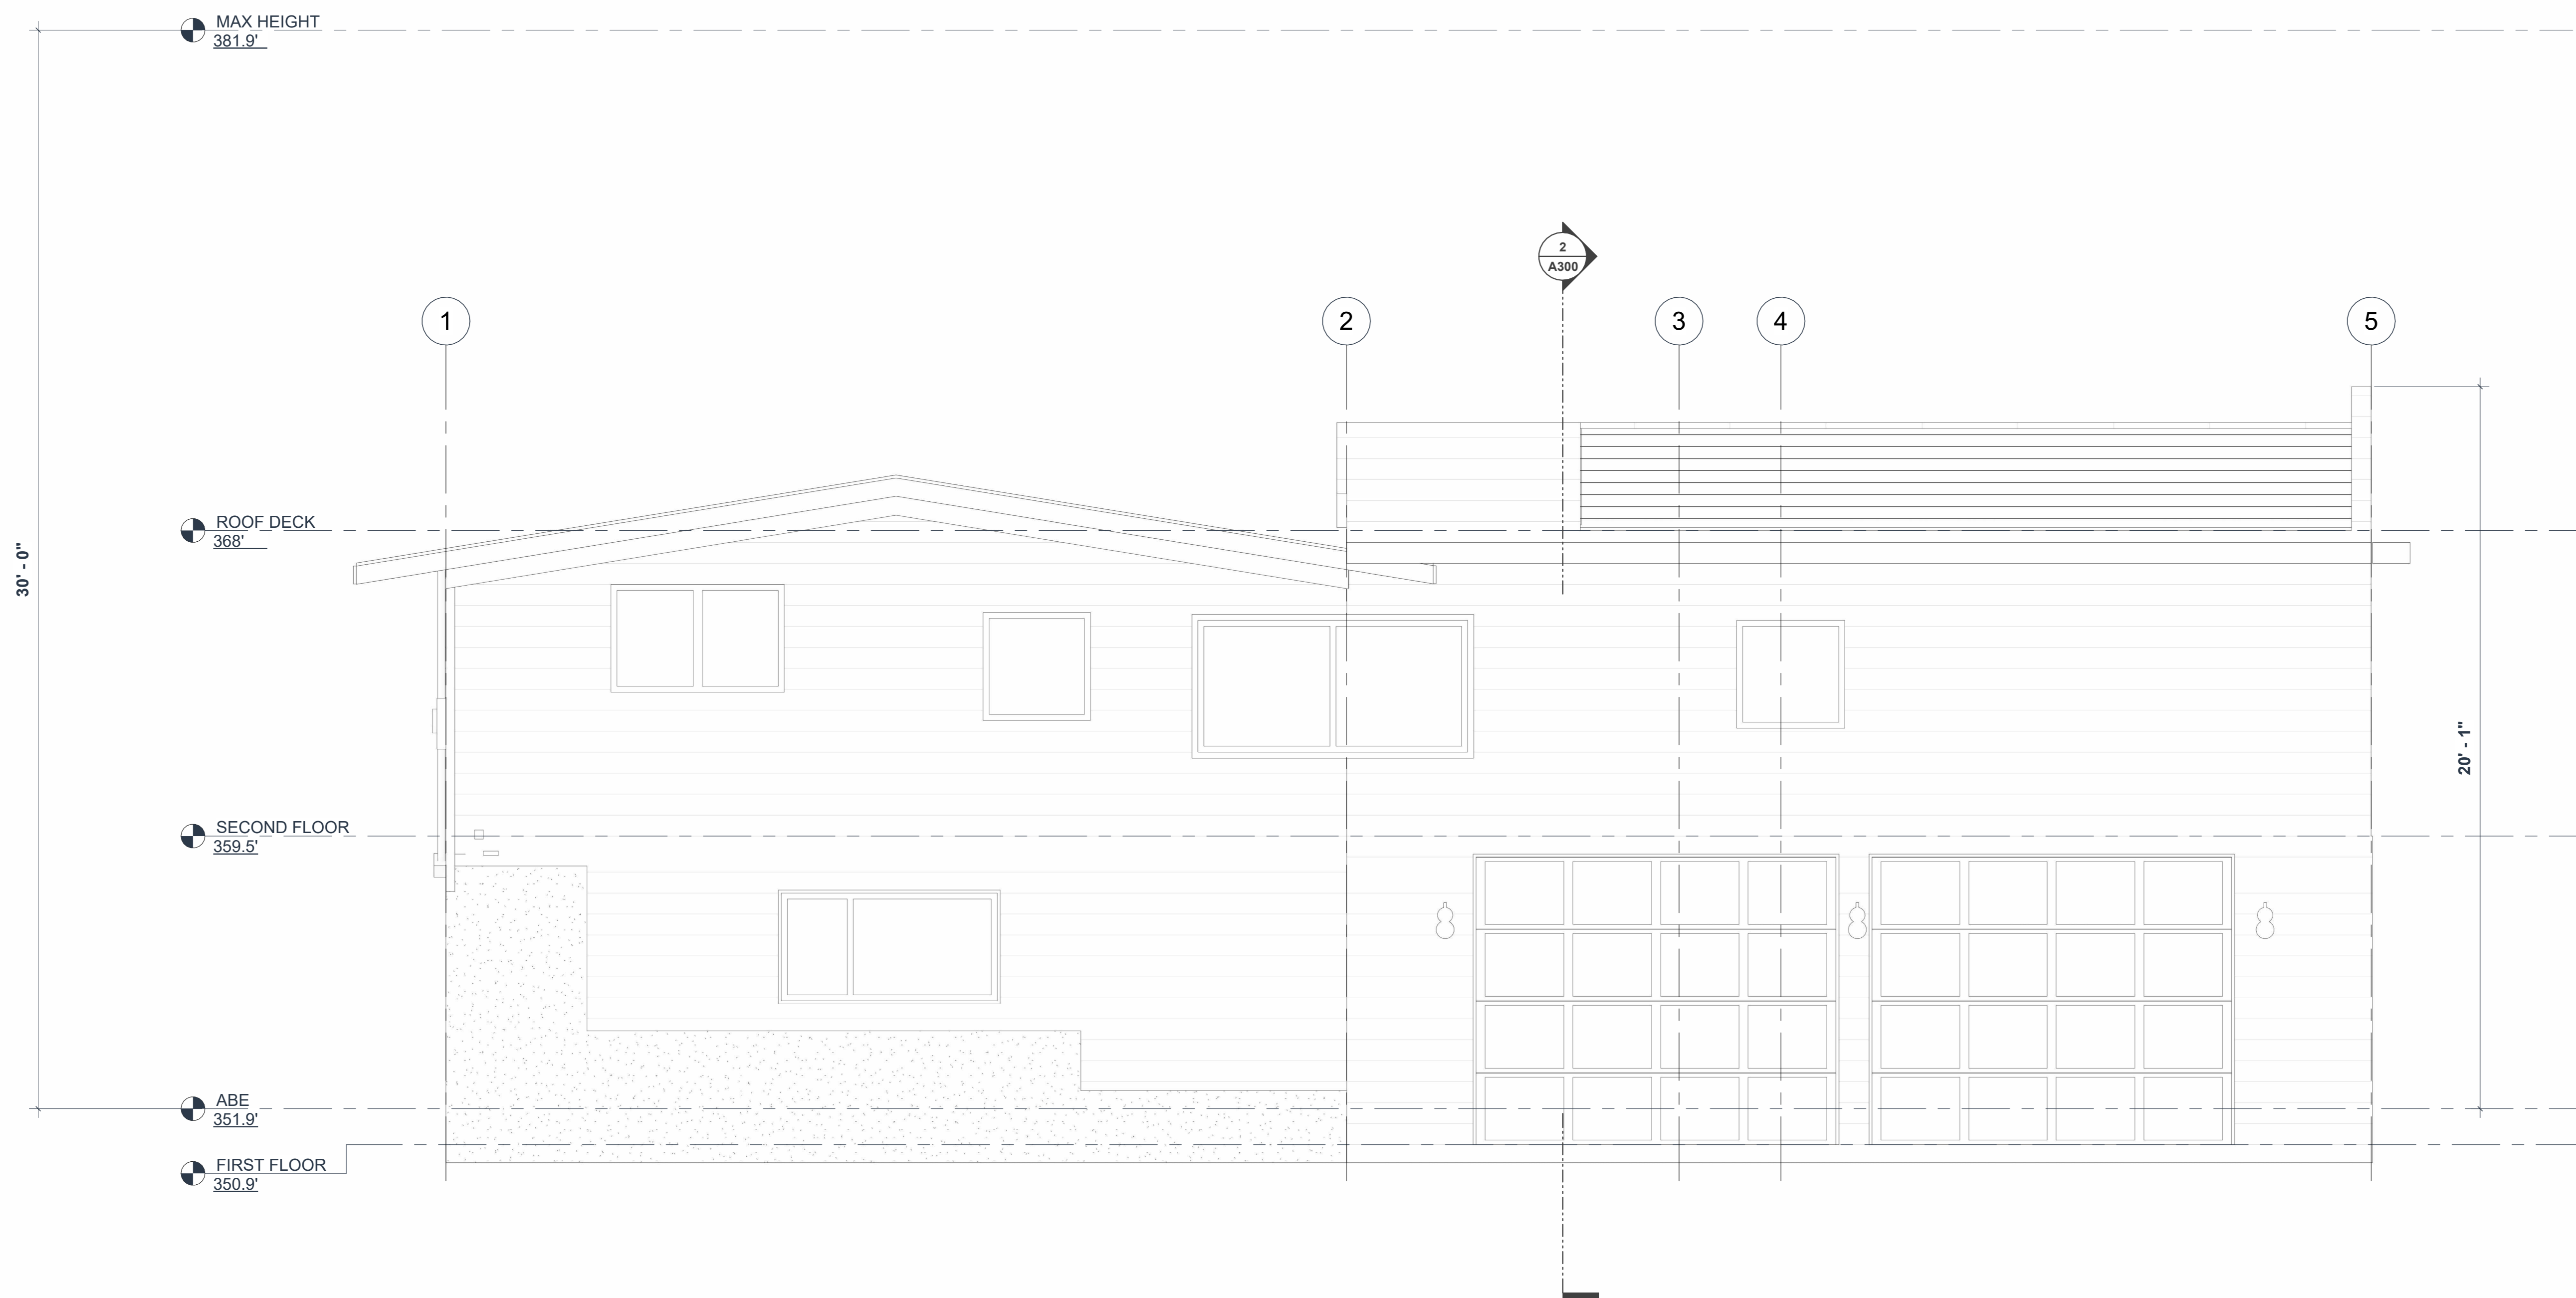 MAX HEIGHT
381.9'
2
A300
1
2
3
4
5
ROOF DECK
368'
30' - 0"
20' - 1"
SECOND FLOOR
359.5'
ABE
351.9'
FIRST FLOOR
350.9'